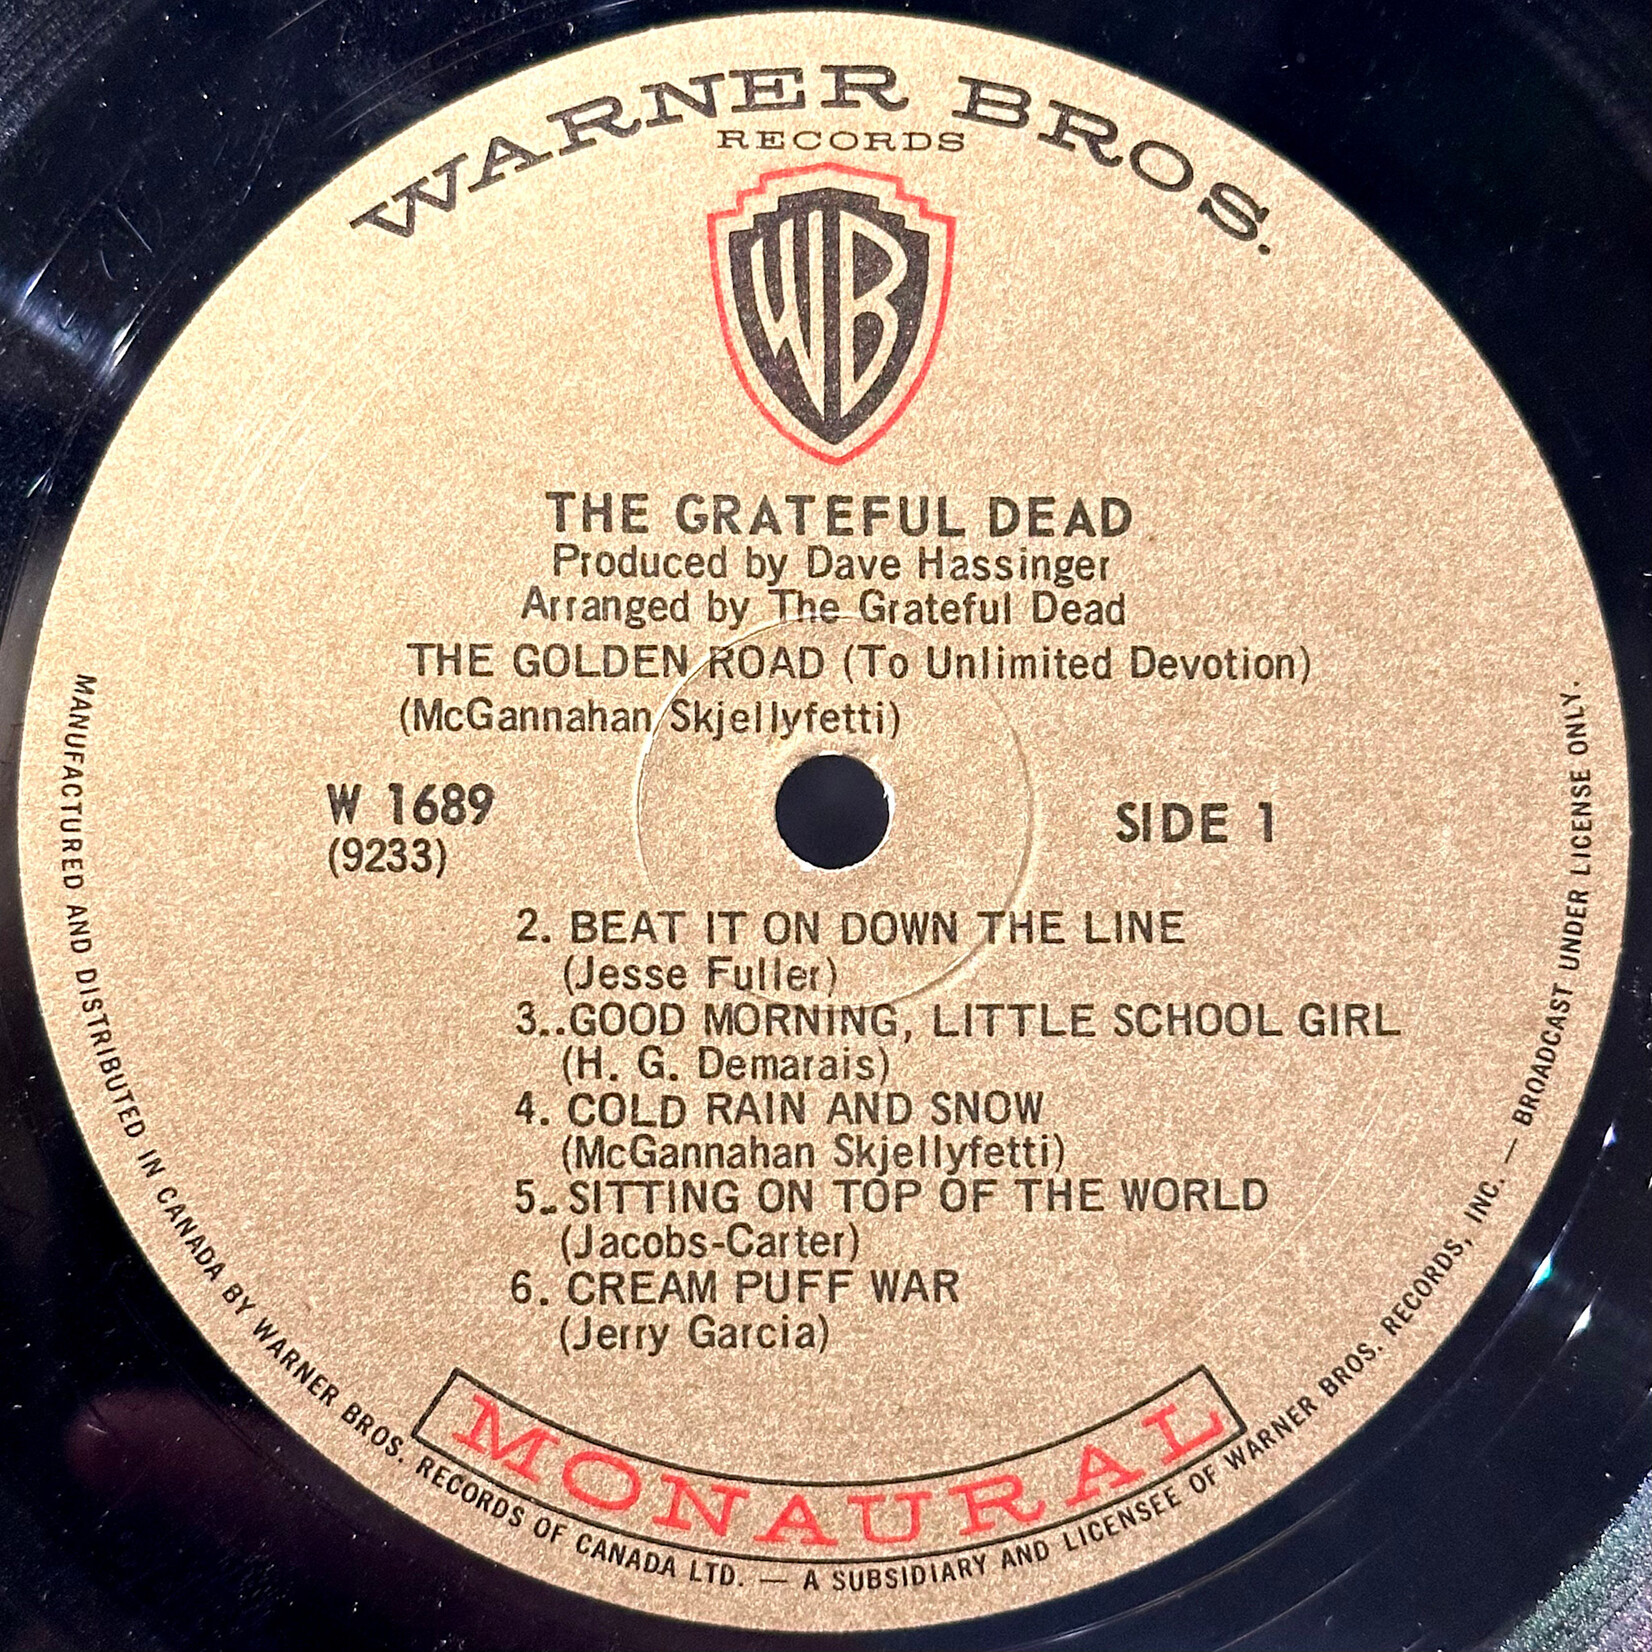 WARNER BROS.
RECORDS
WB
THE GRATEFUL DEAD
Produced by Dave Hassinger
Arranged by The Grateful Dead
THE GOLDEN ROAD (To Unlimited Devotion)
(McGannahan Skjellyfetti)
W 1689
(9233)
SIDE 1
2. BEAT IT ON DOWN THE LINE
(Jesse Fuller)
3..GOOD MORNING, LITTLE SCHOOL GIRL
(H. G. Demarais)
4. COLD RAIN AND SNOW
(McGannahan Skjellyfetti)
5.. SITTING ON TOP OF THE WORLD
(Jacobs-Carter)
6. CREAM PUFF WAR
(Jerry Garcia)
MONAURAL
MANUFACTURED AND DISTRIBUTED IN CANADA BY WARNER BROS. RECORDS OF CANADA LTD. — A SUBSIDIARY AND LICENSEE OF WARNER BROS. RECORDS, INC. — BROADCAST UNDER LICENSE ONLY.